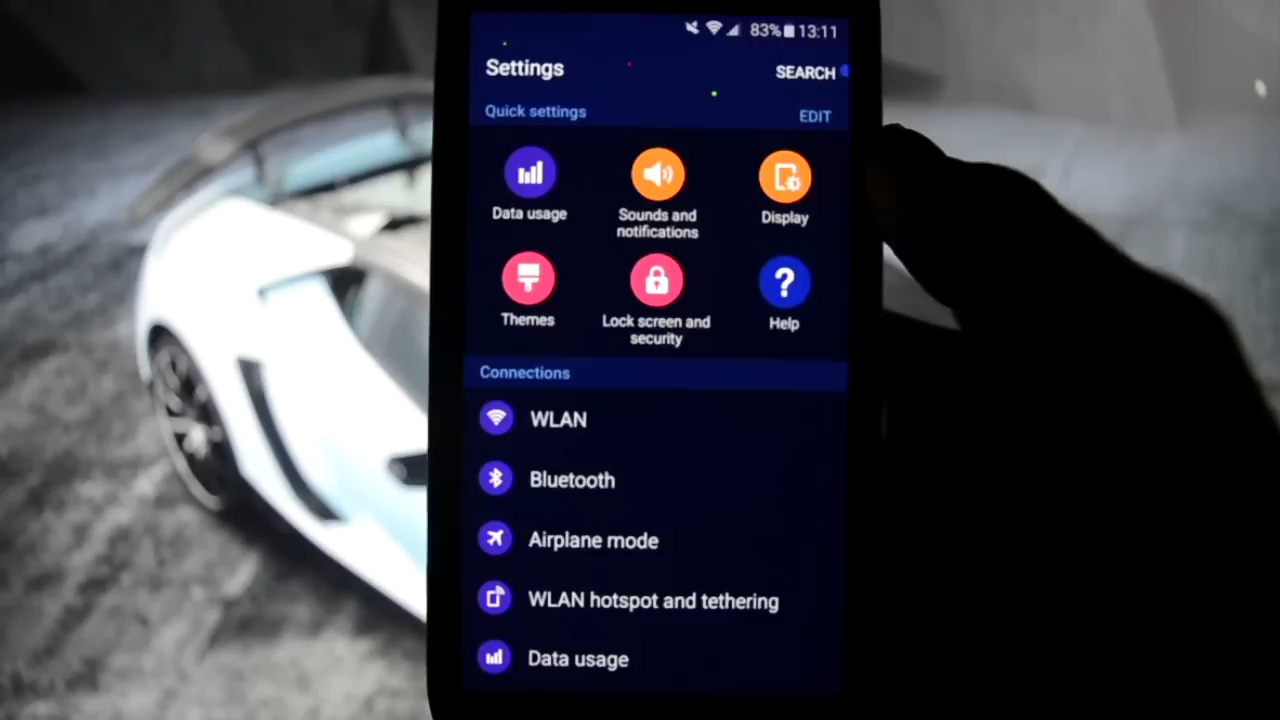 83% 13:11
Settings
SEARCH
Quick settings
EDIT
Data usage
Sounds and
notifications
Display
Themes
Lock screen and
security
Help
Connections
WLAN
Bluetooth
Airplane mode
WLAN hotspot and tethering
Data usage